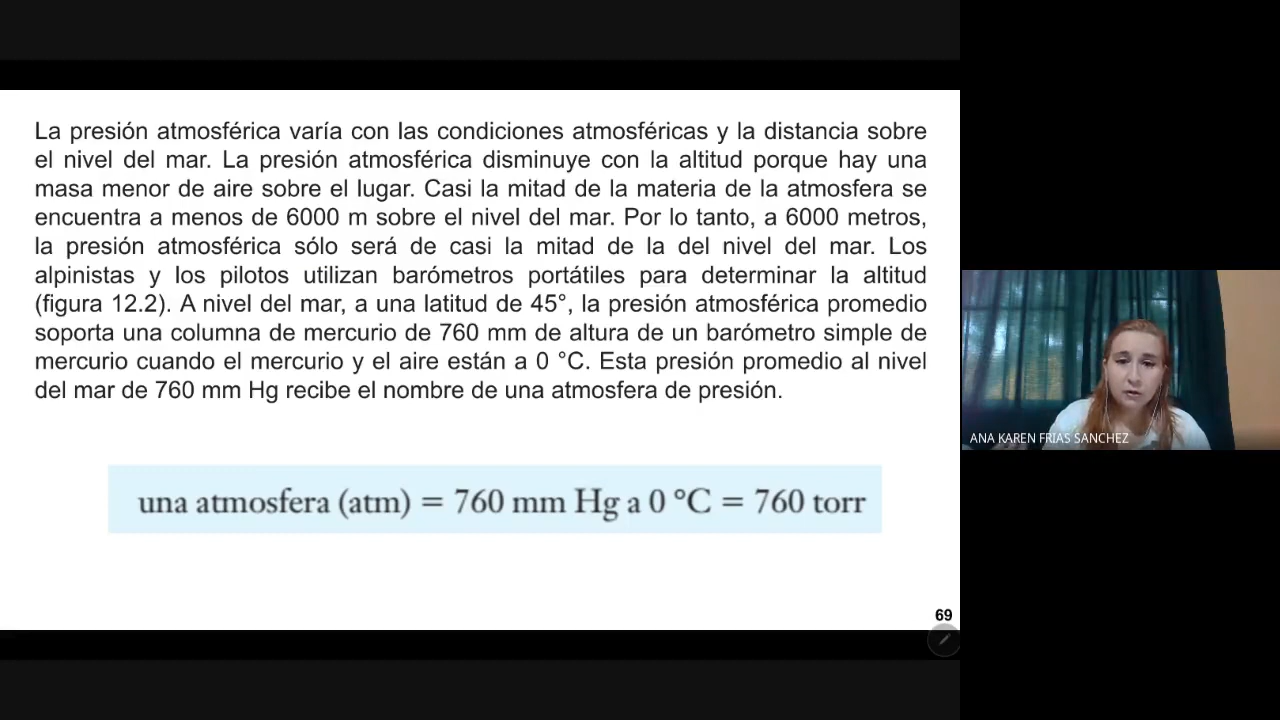 La presión atmosférica varía con las condiciones atmosféricas y la distancia sobre
el nivel del mar. La presión atmosférica disminuye con la altitud porque hay una
masa menor de aire sobre el lugar. Casi la mitad de la materia de la atmosfera se
encuentra a menos de 6000 m sobre el nivel del mar. Por lo tanto, a 6000 metros,
la presión atmosférica sólo será de casi la mitad de la del nivel del mar. Los
alpinistas y los pilotos utilizan barómetros portátiles para determinar la altitud
(figura 12.2). A nivel del mar, a una latitud de 45°, la presión atmosférica promedio
soporta una columna de mercurio de 760 mm de altura de un barómetro simple de
mercurio cuando el mercurio y el aire están a 0 °C. Esta presión promedio al nivel
del mar de 760 mm Hg recibe el nombre de una atmosfera de presión.
una atmosfera (atm) = 760 mm Hg a 0 °C = 760 torr
69
ANA KAREN FRIAS SANCHEZ